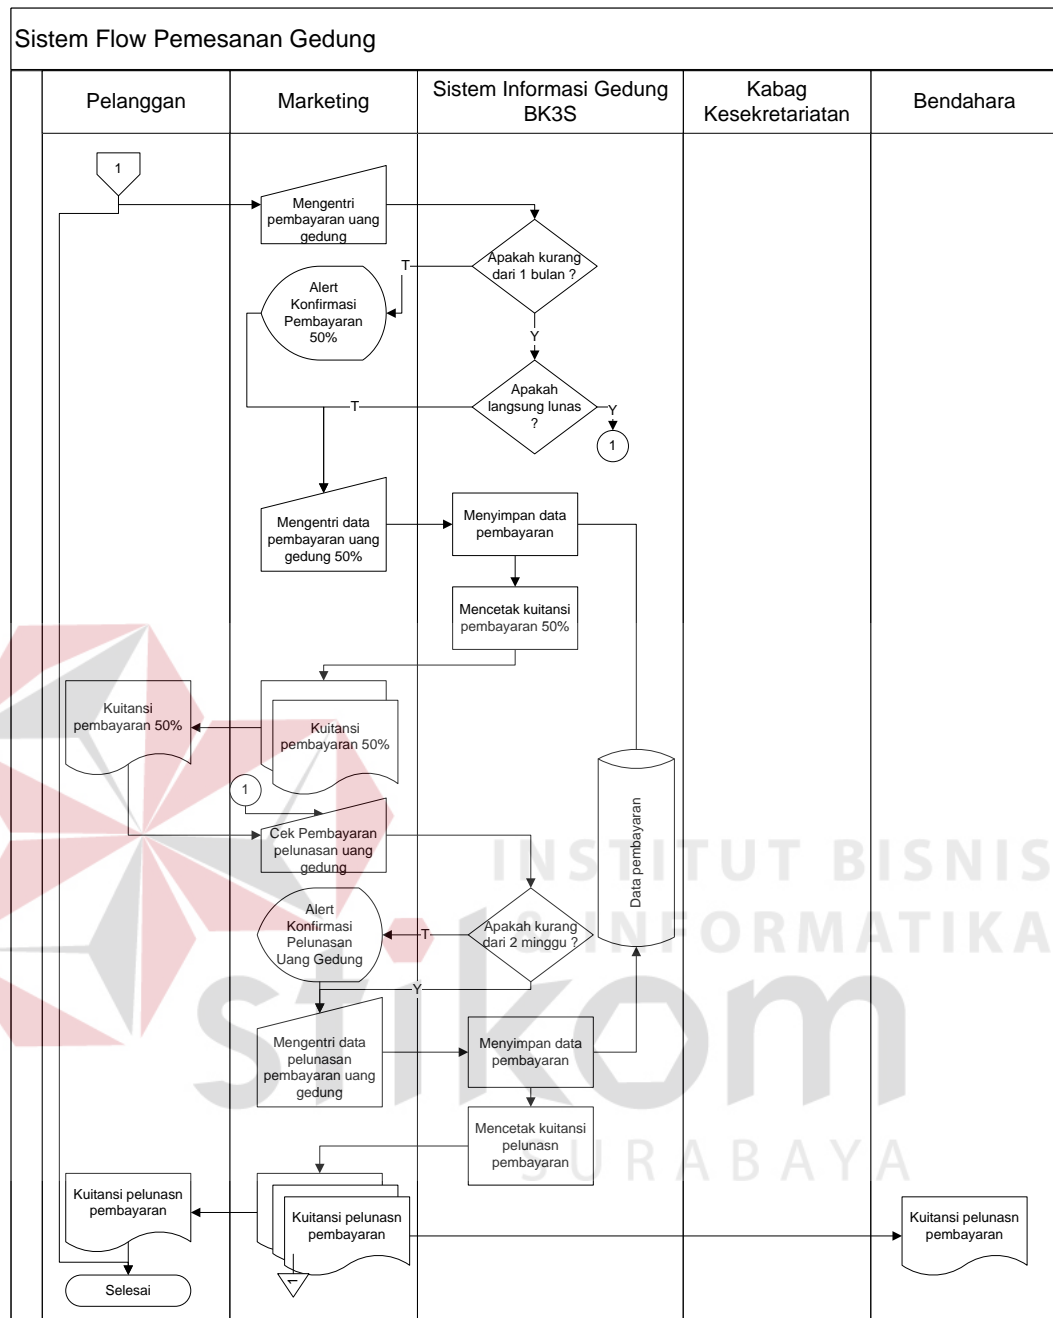 Sistem Flow Pemesanan Gedung
Pelanggan
Marketing
Sistem Informasi Gedung
BK3S
Kabag
Kesekretariatan
Bendahara
1
Mengentri
pembayaran uang
gedung
Apakah kurang
dari 1 bulan ?
T
Alert
Konfirmasi
Pembayaran
50%
Y
Apakah
langsung lunas
?
T
Y
1
Mengentri data
pembayaran uang
gedung 50%
Menyimpan data
pembayaran
Mencetak kuitansi
pembayaran 50%
Kuitansi
pembayaran 50%
Kuitansi
pembayaran 50%
1
Cek Pembayaran
pelunasan uang
gedung
Data pembayaran
INSTITUT BISNIS
& INFORMATIKA
Alert
Konfirmasi
Pelunasan
Uang Gedung
T
Apakah kurang
dari 2 minggu ?
Y
stikom
Mengentri data
pelunasan
pembayaran uang
gedung
Menyimpan data
pembayaran
Mencetak kuitansi
pelunasn
pembayaran
SURABAYA
Kuitansi pelunasn
pembayaran
Kuitansi pelunasn
pembayaran
Kuitansi pelunasn
pembayaran
1
Selesai